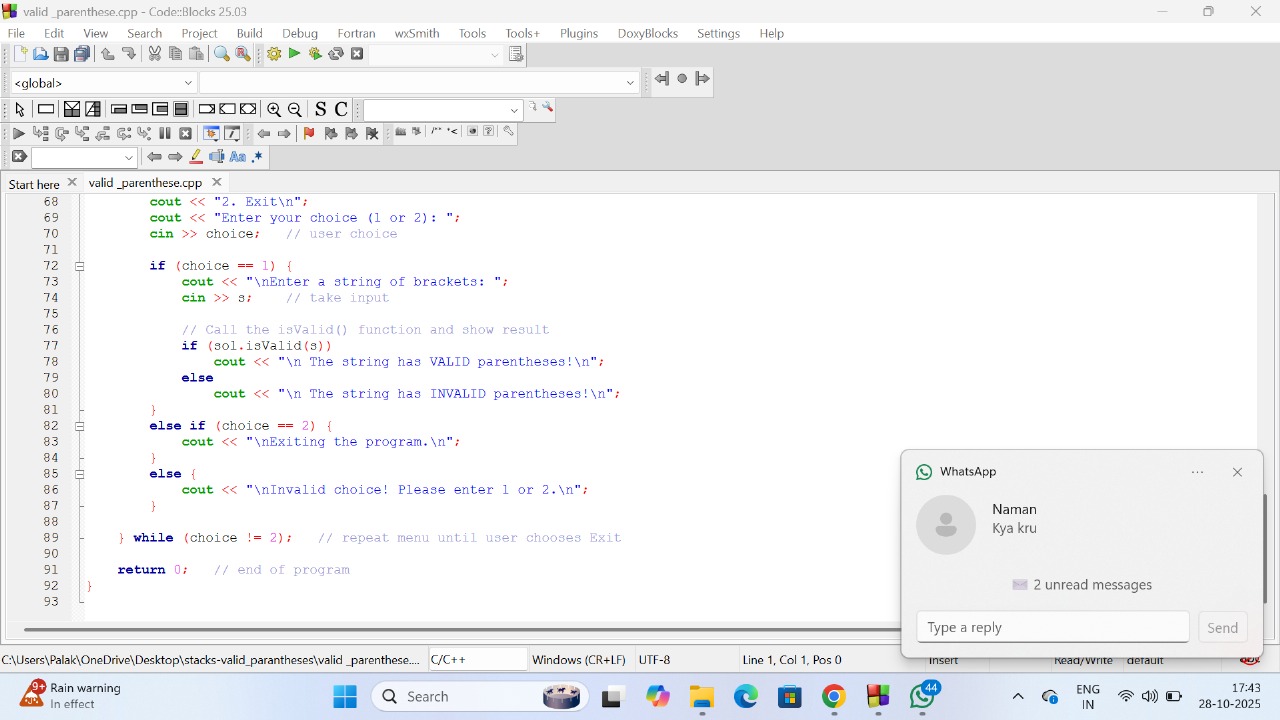 valid _parenthese.cpp - Code::Blocks 25.03
File Edit View Search Project Build Debug Fortran wxSmith Tools Tools+ Plugins DoxyBlocks Settings Help
<global>
S C
Aa .*
Start here valid _parenthese.cpp
68 cout << "2. Exit\n";
69 cout << "Enter your choice (1 or 2): ";
70 cin >> choice; // user choice
71
72 if (choice == 1) {
73 cout << "\nEnter a string of brackets: ";
74 cin >> s; // take input
75
76 // Call the isValid() function and show result
77 if (sol.isValid(s))
78 cout << "\n The string has VALID parentheses!\n";
79 else
80 cout << "\n The string has INVALID parentheses!\n";
81 }
82 else if (choice == 2) {
83 cout << "\nExiting the program.\n";
84 }
85 else {
86 cout << "\nInvalid choice! Please enter 1 or 2.\n";
87 }
88
89 } while (choice != 2); // repeat menu until user chooses Exit
90
91 return 0; // end of program
92 }
93
WhatsApp
Naman
Kya kru
2 unread messages
Type a reply Send
C:\Users\Palak\OneDrive\Desktop\stacks-valid_parantheses\valid _parenthese.... C/C++ Windows (CR+LF) UTF-8 Line 1, Col 1, Pos 0 Insert Read/Write default
9+ Rain warning
In effect
Search
44
ENG
IN
17:43
28-10-2025